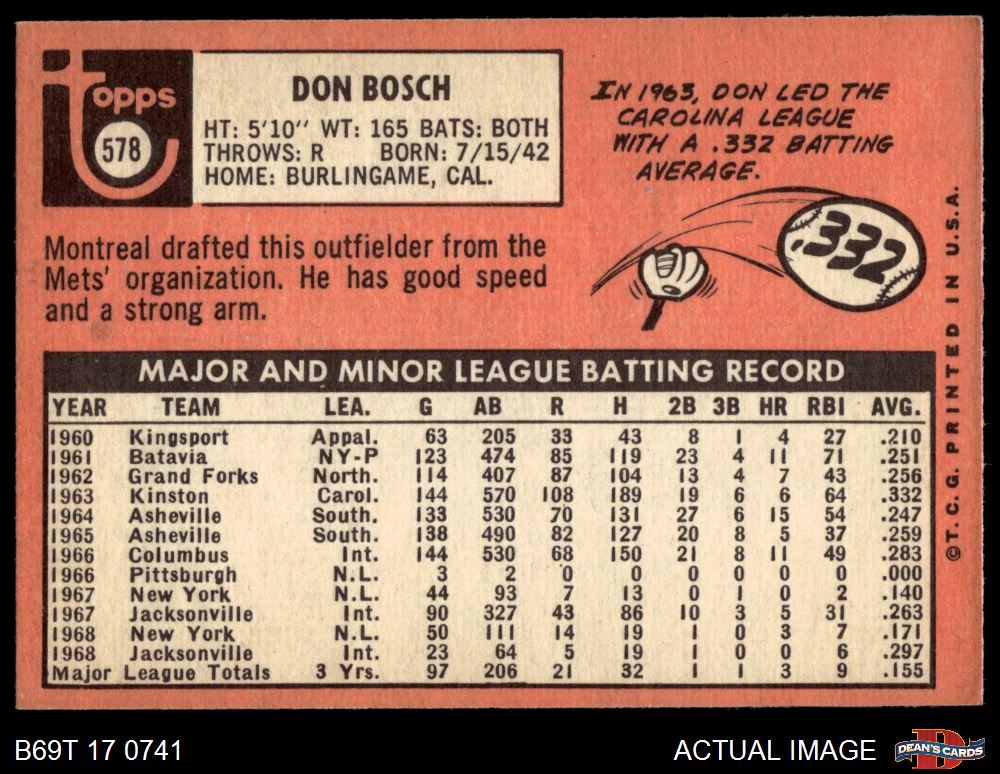 Topps
578
DON BOSCH
HT: 5'10" WT: 165 BATS: BOTH
THROWS: R BORN: 7/15/42
HOME: BURLINGAME, CAL.
IN 1963, DON LED THE
CAROLINA LEAGUE
WITH A .332 BATTING
AVERAGE.
.332
Montreal drafted this outfielder from the
Mets' organization. He has good speed
and a strong arm.
MAJOR AND MINOR LEAGUE BATTING RECORD
YEAR TEAM LEA. G AB R H 2B 3B HR RBI AVG.
1960 Kingsport Appal. 63 205 33 43 8 1 4 27 .210
1961 Batavia NY-P 123 474 85 119 23 4 11 71 .251
1962 Grand Forks North. 114 407 87 104 13 4 7 43 .256
1963 Kinston Carol. 144 570 108 189 19 6 6 64 .332
1964 Asheville South. 133 530 70 131 27 6 15 54 .247
1965 Asheville South. 138 490 82 127 20 8 5 37 .259
1966 Columbus Int. 144 530 68 150 21 8 11 49 .283
1966 Pittsburgh N.L. 3 2 0 0 0 0 0 0 .000
1967 New York N.L. 44 93 7 13 0 1 0 2 .140
1967 Jacksonville Int. 90 327 43 86 10 3 5 31 .263
1968 New York N.L. 50 111 14 19 1 0 3 7 .171
1968 Jacksonville Int. 23 64 5 19 1 0 0 6 .297
Major League Totals 3 Yrs. 97 206 21 32 1 1 3 9 .155
©T.C.G. PRINTED IN U.S.A.
B69T 17 0741
ACTUAL IMAGE
DEAN'S CARDS